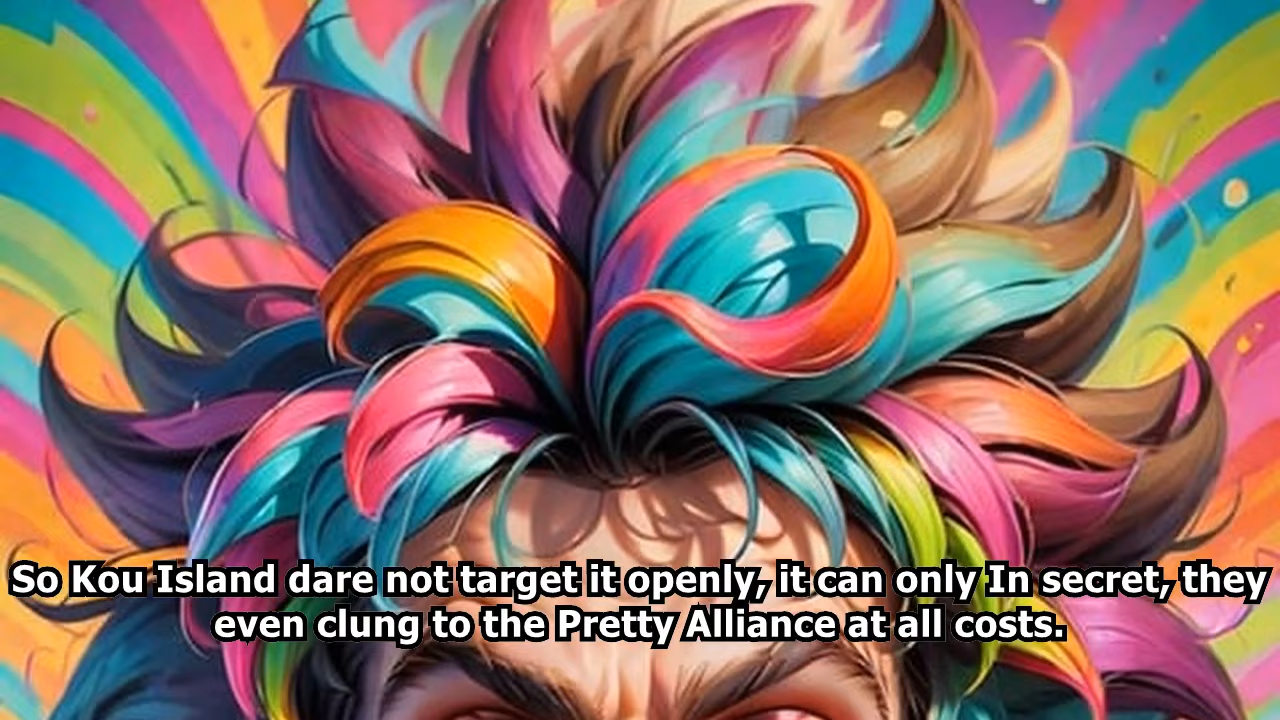 So Kou Island dare not target it openly, it can only In secret, they
even clung to the Pretty Alliance at all costs.